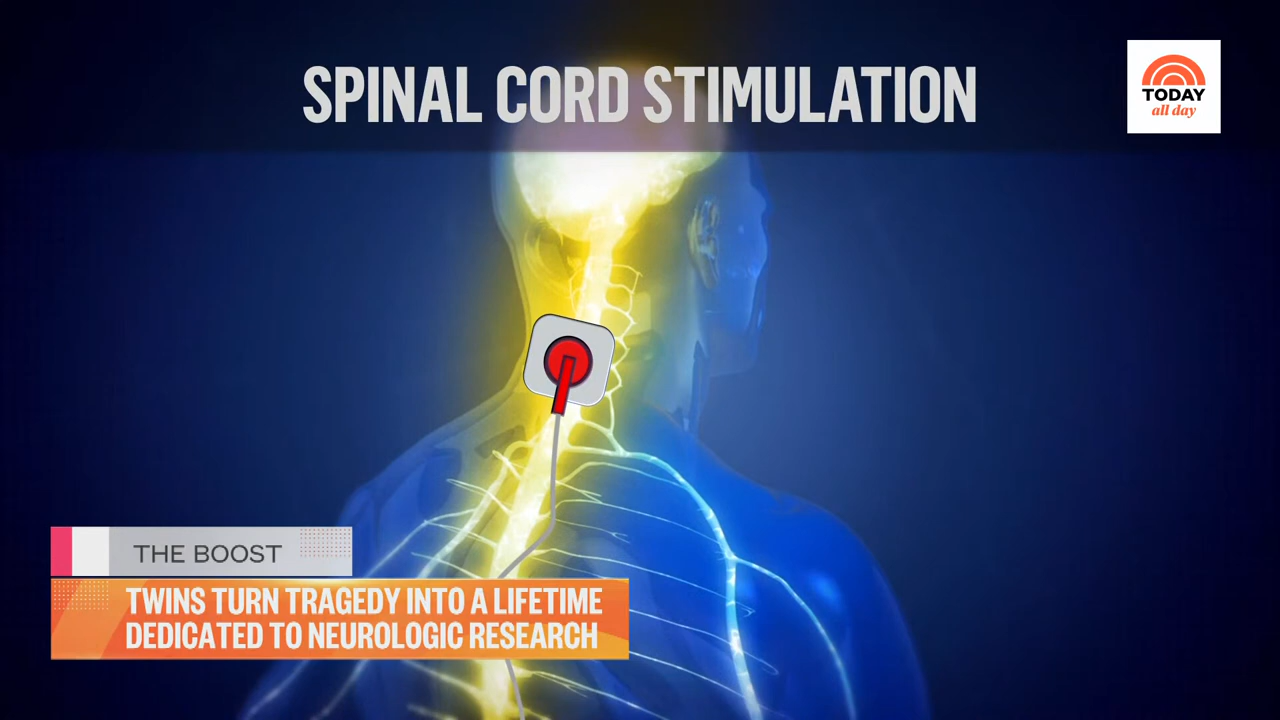 SPINAL CORD STIMULATION
TODAY
all day
THE BOOST
TWINS TURN TRAGEDY INTO A LIFETIME
DEDICATED TO NEUROLOGIC RESEARCH